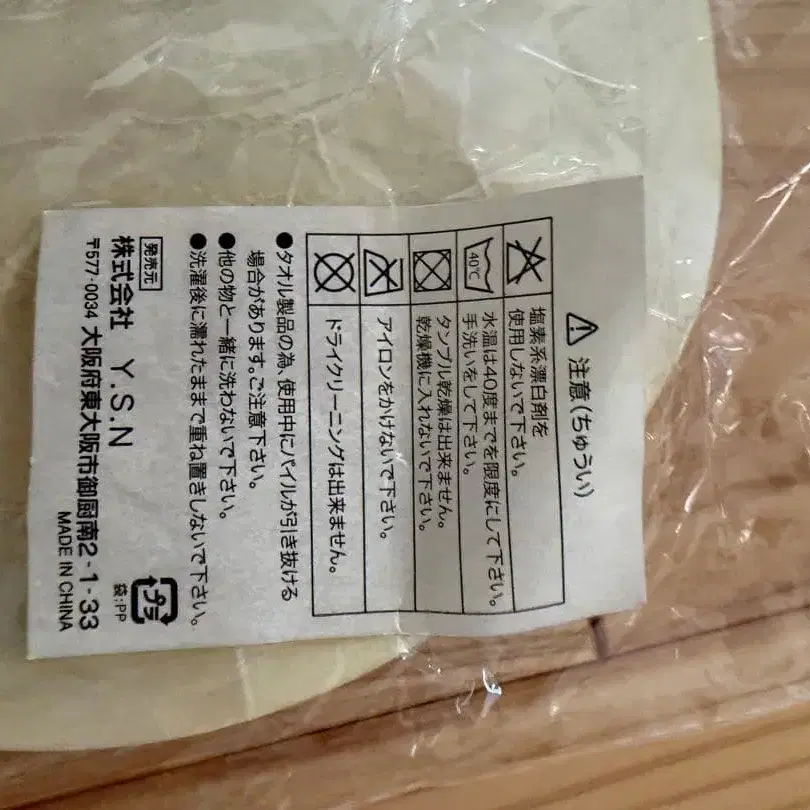 注意(ちゅうい)
塩素系漂白剤を
使用しないで下さい。
40℃
水温は40度までを限度にして下さい。
手洗いをして下さい。
タンブル乾燥は出来ません。
乾燥機に入れないで下さい。
アイロンをかけないで下さい。
ドライクリーニングは出来ません。
●タオル製品の為、使用中にパイルが引き抜ける
場合があります。ご注意下さい。
●他の物と一緒に洗わないで下さい。
●洗濯後に濡れたままで重ね置きしないで下さい。
発売元
株式会社 Y.S.N
〒577-0034 大阪府東大阪市御厨南2-1-33
MADE IN CHINA
プラ
袋:PP